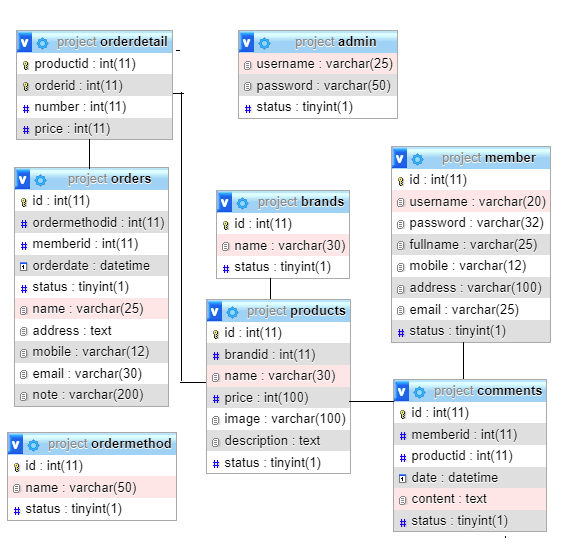 project orderdetail
productid : int(11)
orderid : int(11)
number : int(11)
price : int(11)
project admin
username : varchar(25)
password : varchar(50)
status : tinyint(1)
project orders
id : int(11)
ordermethodid : int(11)
memberid : int(11)
orderdate : datetime
status : tinyint(1)
name : varchar(25)
address : text
mobile : varchar(12)
email : varchar(30)
note : varchar(200)
project brands
id : int(11)
name : varchar(30)
status : tinyint(1)
project member
id : int(11)
username : varchar(20)
password : varchar(32)
fullname : varchar(25)
mobile : varchar(12)
address : varchar(100)
email : varchar(25)
status : tinyint(1)
project products
id : int(11)
brandid : int(11)
name : varchar(30)
price : int(100)
image : varchar(100)
description : text
status : tinyint(1)
project comments
id : int(11)
memberid : int(11)
productid : int(11)
date : datetime
content : text
status : tinyint(1)
project ordermethod
id : int(11)
name : varchar(50)
status : tinyint(1)